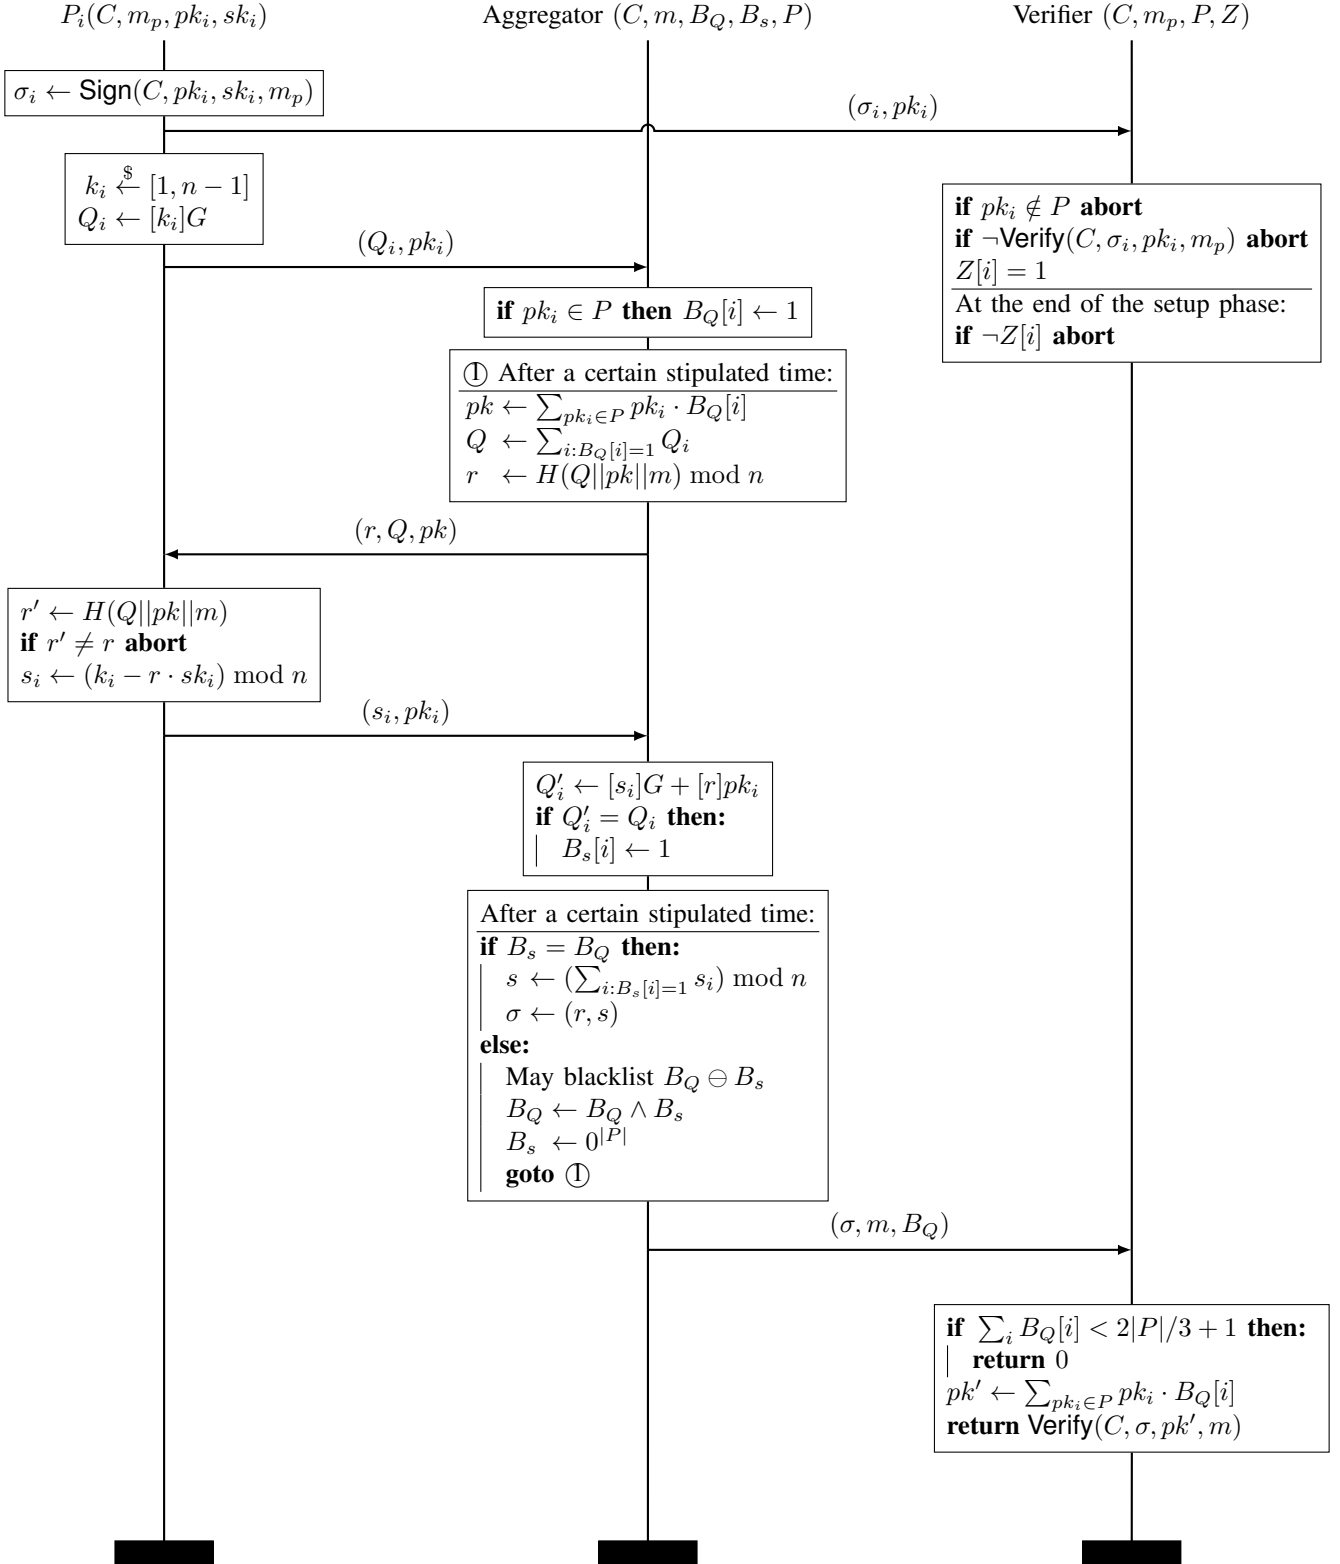 P_i(C, m_p, pk_i, sk_i)
Aggregator (C, m, B_Q, B_s, P)
Verifier (C, m_p, P, Z)
σ_i ← Sign(C, pk_i, sk_i, m_p)
(σ_i, pk_i)
k_i ←$ [1, n − 1]
Q_i ← [k_i]G
if pk_i ∉ P abort
if ¬Verify(C, σ_i, pk_i, m_p) abort
Z[i] = 1
At the end of the setup phase:
if ¬Z[i] abort
(Q_i, pk_i)
if pk_i ∈ P then B_Q[i] ← 1
① After a certain stipulated time:
pk ← ∑_{pk_i∈P} pk_i · B_Q[i]
Q ← ∑_{i:B_Q[i]=1} Q_i
r ← H(Q||pk||m) mod n
(r, Q, pk)
r′ ← H(Q||pk||m)
if r′ ≠ r abort
s_i ← (k_i − r · sk_i) mod n
(s_i, pk_i)
Q′_i ← [s_i]G + [r]pk_i
if Q′_i = Q_i then:
B_s[i] ← 1
After a certain stipulated time:
if B_s = B_Q then:
s ← (∑_{i:B_s[i]=1} s_i) mod n
σ ← (r, s)
else:
May blacklist B_Q ⊖ B_s
B_Q ← B_Q ∧ B_s
B_s ← 0^{|P|}
goto ①
(σ, m, B_Q)
if ∑_i B_Q[i] < 2|P|/3 + 1 then:
return 0
pk′ ← ∑_{pk_i∈P} pk_i · B_Q[i]
return Verify(C, σ, pk′, m)